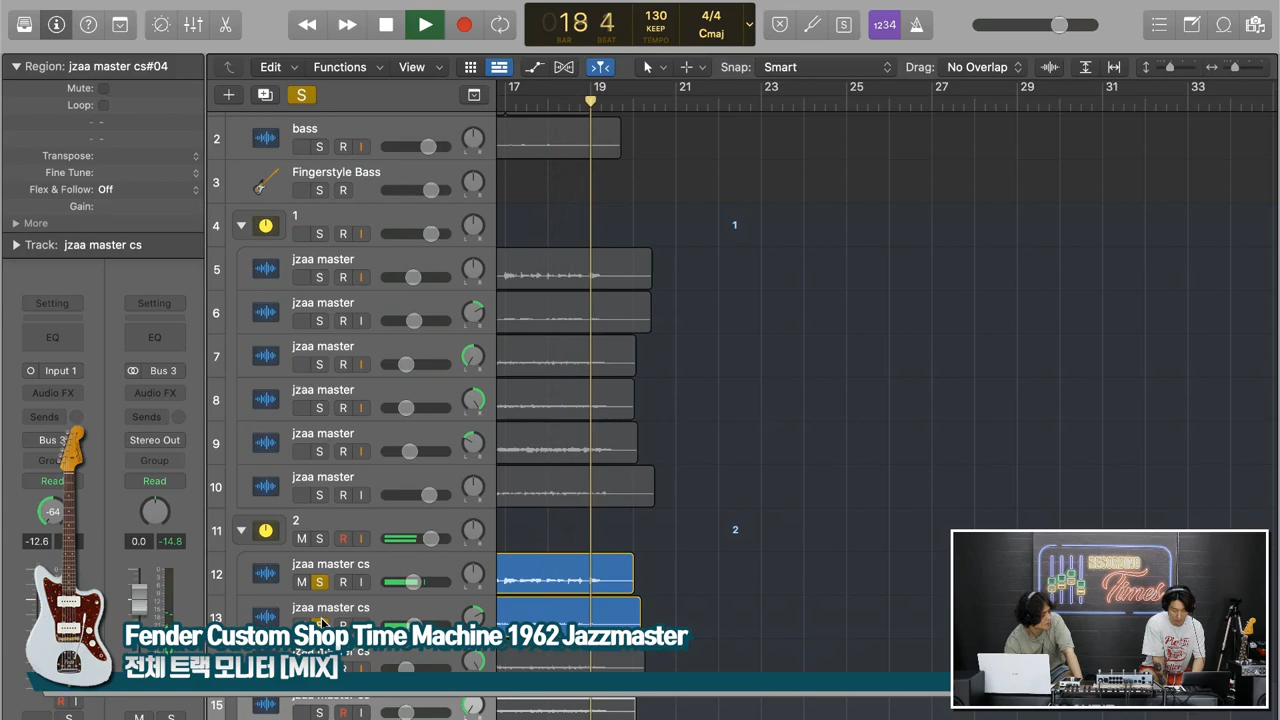 18 4
BAR BEAT
130
KEEP
TEMPO
4/4
Cmaj
1234
S
Region: jzaa master cs#04
Mute:
Loop:
Transpose:
Fine Tune:
Flex & Follow: Off
Gain:
More
Track: jzaa master cs
Setting
Setting
EQ
EQ
Input 1
Bus 3
Audio FX
Audio FX
Sends
Sends
Bus 3
Stereo Out
Group
Read
Read
-64
-12.6
0.0 -14.8
Edit Functions View
Snap: Smart
Drag: No Overlap
S
17 19 21 23 25 27 29 31 33
2 bass
S R I
3 Fingerstyle Bass
S R
4 1
S R I
1
5 jzaa master
S R I
6 jzaa master
S R I
7 jzaa master
S R I
8 jzaa master
S R I
9 jzaa master
S R I
10 jzaa master
S R I
11 2
M S R I
2
12 jzaa master cs
M S R I
13 jzaa master cs
15
S R
R I
M S
RECORDING
Times
Fender Custom Shop Time Machine 1962 Jazzmaster
전체 트랙 모니터 [MIX]